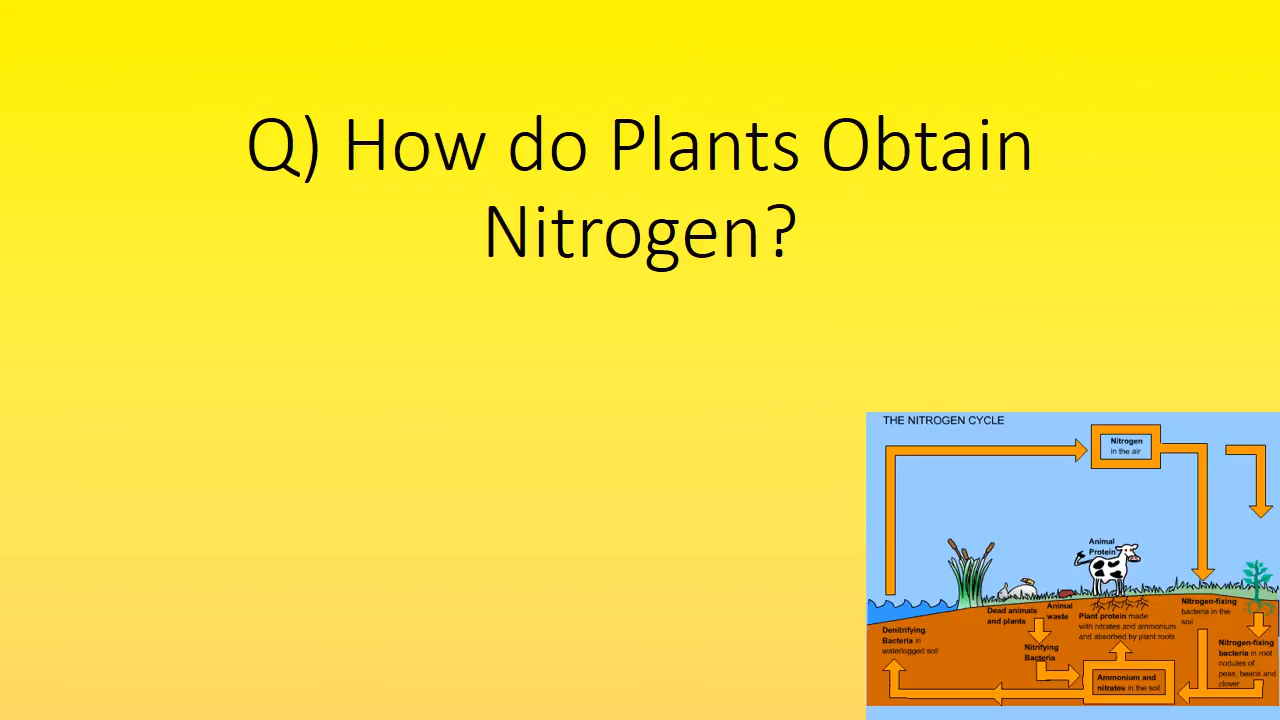 Q) How do Plants Obtain
Nitrogen?
THE NITROGEN CYCLE
Nitrogen
in the air
Animal
Protein
Dead animals
and plants
Animal
waste
Plant protein made
with nitrates and ammonium
and absorbed by plant roots
Nitrogen-fixing
bacteria in the
soil
Denitrifying
Bacteria in
waterlogged soil
Nitrifying
Bacteria
Nitrogen-fixing
bacteria in root
nodules of
peas, beans and
clover
Ammonium and
nitrates in the soil